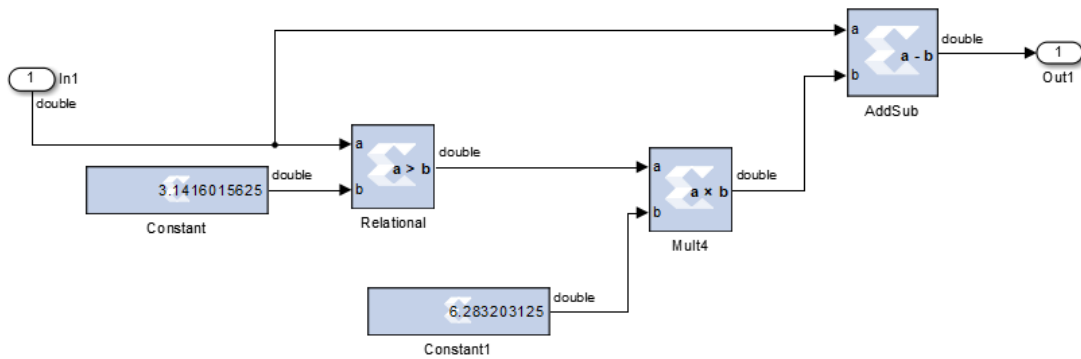 a
double
a - b
b
AddSub
1
Out1
1
In1
double
a
double
a > b
b
Relational
3.1416015625
double
Constant
a
double
a × b
b
Mult4
6.283203125
double
Constant1